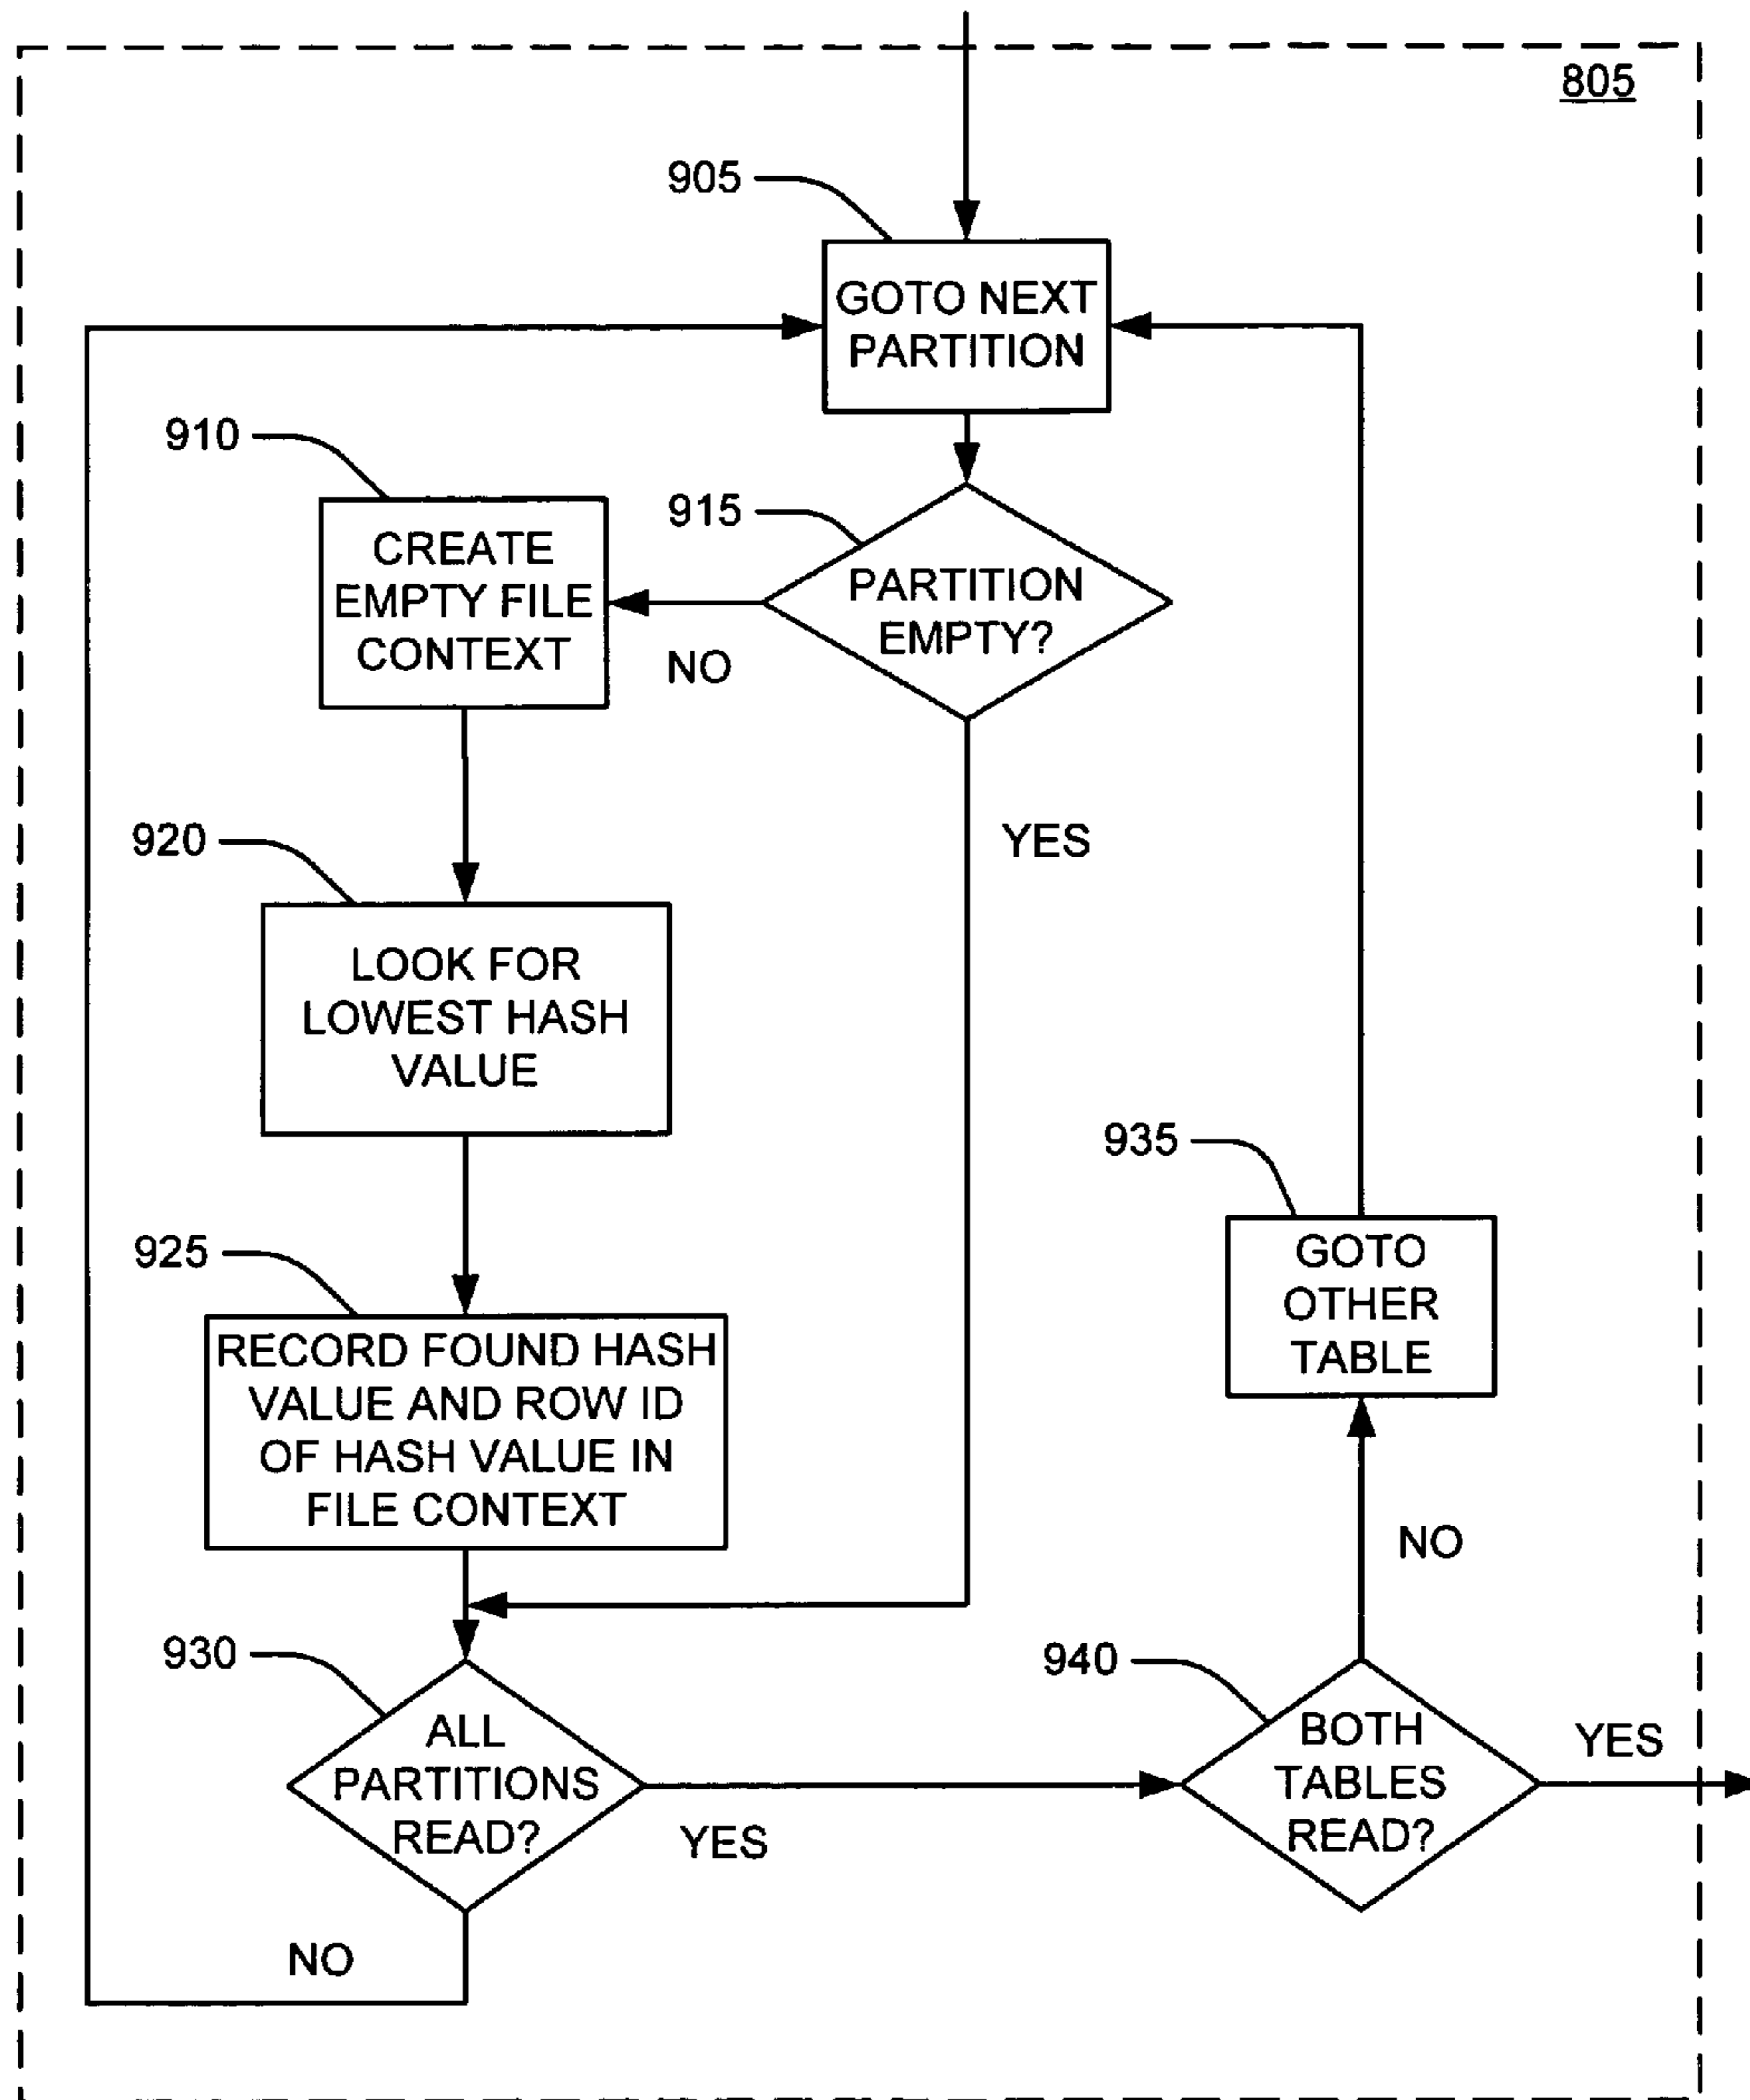 805
905
GOTO NEXT
PARTITION
910
915
CREATE
EMPTY FILE
CONTEXT
PARTITION
EMPTY?
NO
920
YES
LOOK FOR
LOWEST HASH
VALUE
935
925
GOTO
OTHER
TABLE
RECORD FOUND HASH
VALUE AND ROW ID
OF HASH VALUE IN
FILE CONTEXT
NO
930
940
ALL
PARTITIONS
READ?
YES
BOTH
TABLES
READ?
YES
NO